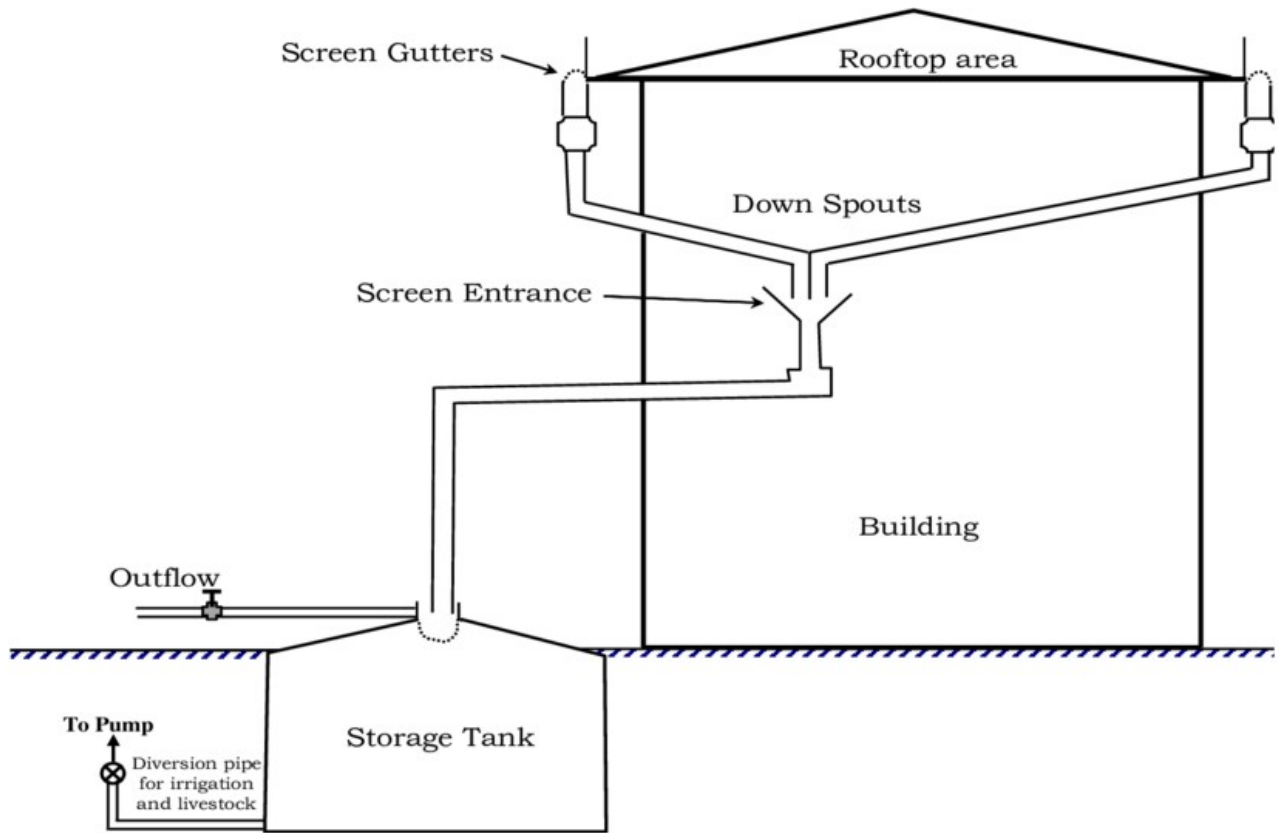 Screen Gutters
Rooftop area
Down Spouts
Screen Entrance
Building
Outflow
Storage Tank
To Pump
Diversion pipe
for irrigation
and livestock